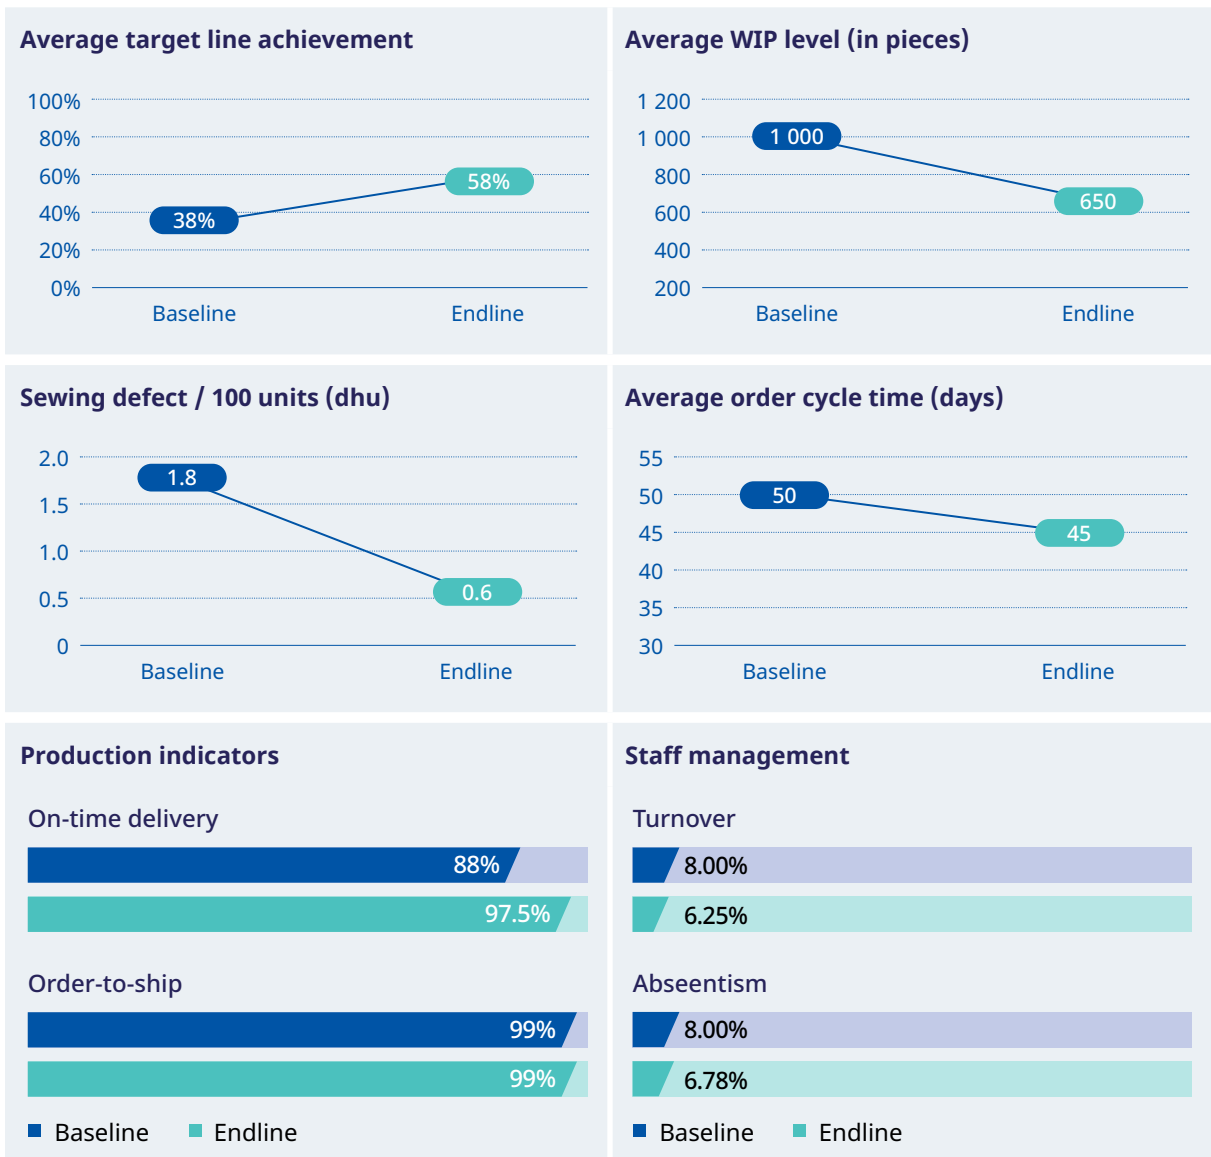 Average target line achievement
100%
80%
60%
40%
20%
0%
38%
58%
Baseline
Endline
Average WIP level (in pieces)
1 200
1 000
800
600
400
200
1 000
650
Baseline
Endline
Sewing defect / 100 units (dhu)
2.0
1.5
1.0
0.5
0
1.8
0.6
Baseline
Endline
Average order cycle time (days)
55
50
45
40
35
30
50
45
Baseline
Endline
Production indicators
On-time delivery
88%
97.5%
Order-to-ship
99%
99%
Baseline
Endline
Staff management
Turnover
8.00%
6.25%
Abseentism
8.00%
6.78%
Baseline
Endline